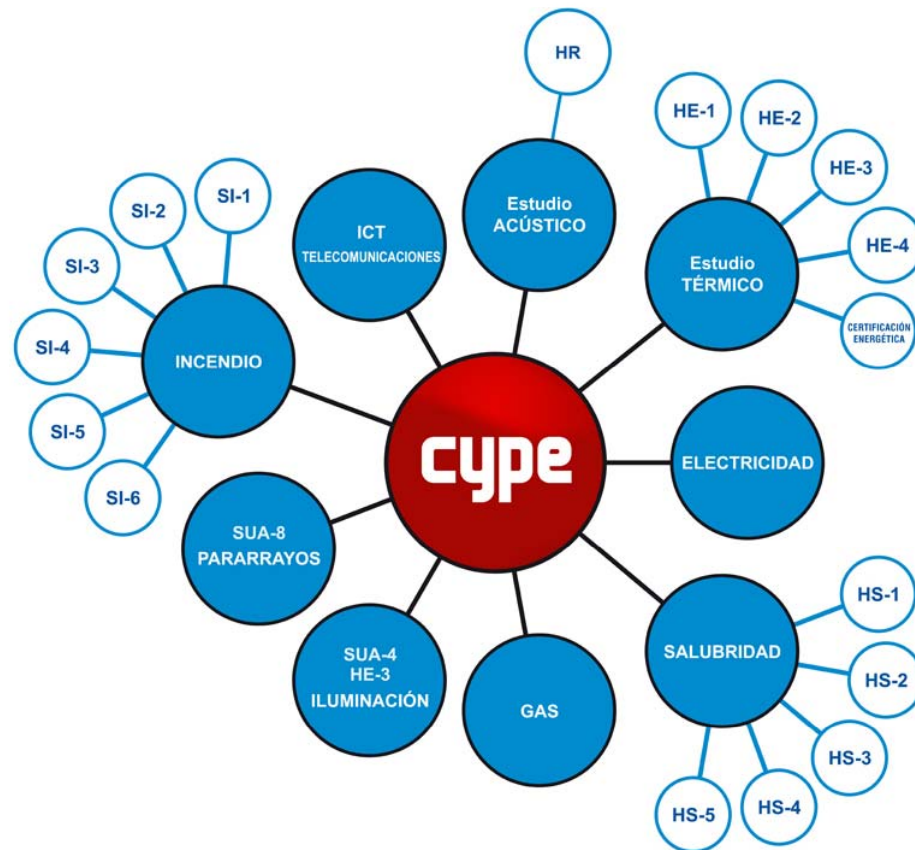 HR
HE-1
HE-2
HE-3
HE-4
CERTIFICACIÓN
ENERGÉTICA
Estudio
ACÚSTICO
Estudio
TÉRMICO
ICT
TELECOMUNICACIONES
SI-1
SI-2
SI-3
SI-4
SI-5
SI-6
INCENDIO
cype
ELECTRICIDAD
SUA-8
PARARRAYOS
SUA-4
HE-3
ILUMINACIÓN
GAS
SALUBRIDAD
HS-1
HS-2
HS-3
HS-4
HS-5